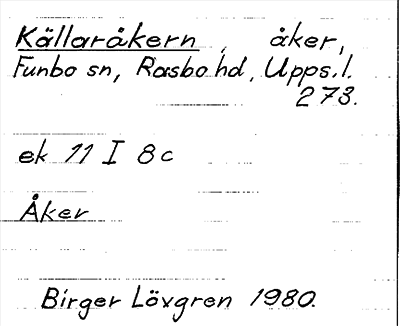 Källaråkern, åker,
Funbo sn, Rasbo hd, Upps. l.
273.
ek 11 I 8c
Åker
Birger Lövgren 1980.